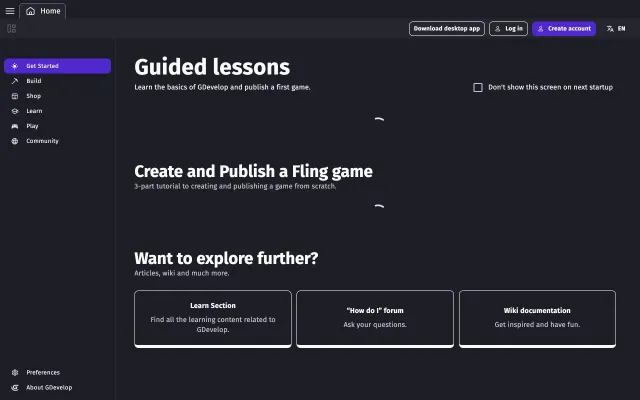 Home
Download desktop app
Log in
Create account
EN
Get Started
Build
Shop
Learn
Play
Community
Guided lessons
Learn the basics of GDevelop and publish a first game.
Don't show this screen on next startup
Create and Publish a Fling game
3-part tutorial to creating and publishing a game from scratch.
Want to explore further?
Articles, wiki and much more.
Learn Section
Find all the learning content related to
GDevelop.
"How do I" forum
Ask your questions.
Wiki documentation
Get inspired and have fun.
Preferences
About GDevelop